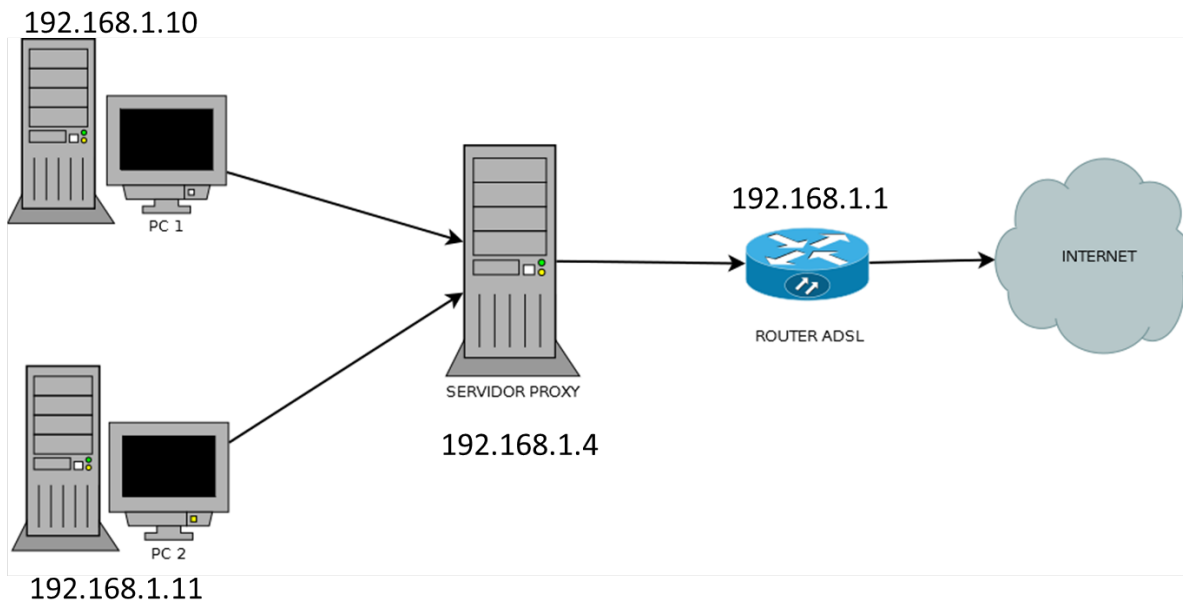 192.168.1.10
PC 1
192.168.1.1
INTERNET
ROUTER ADSL
SERVIDOR PROXY
192.168.1.4
PC 2
192.168.1.11